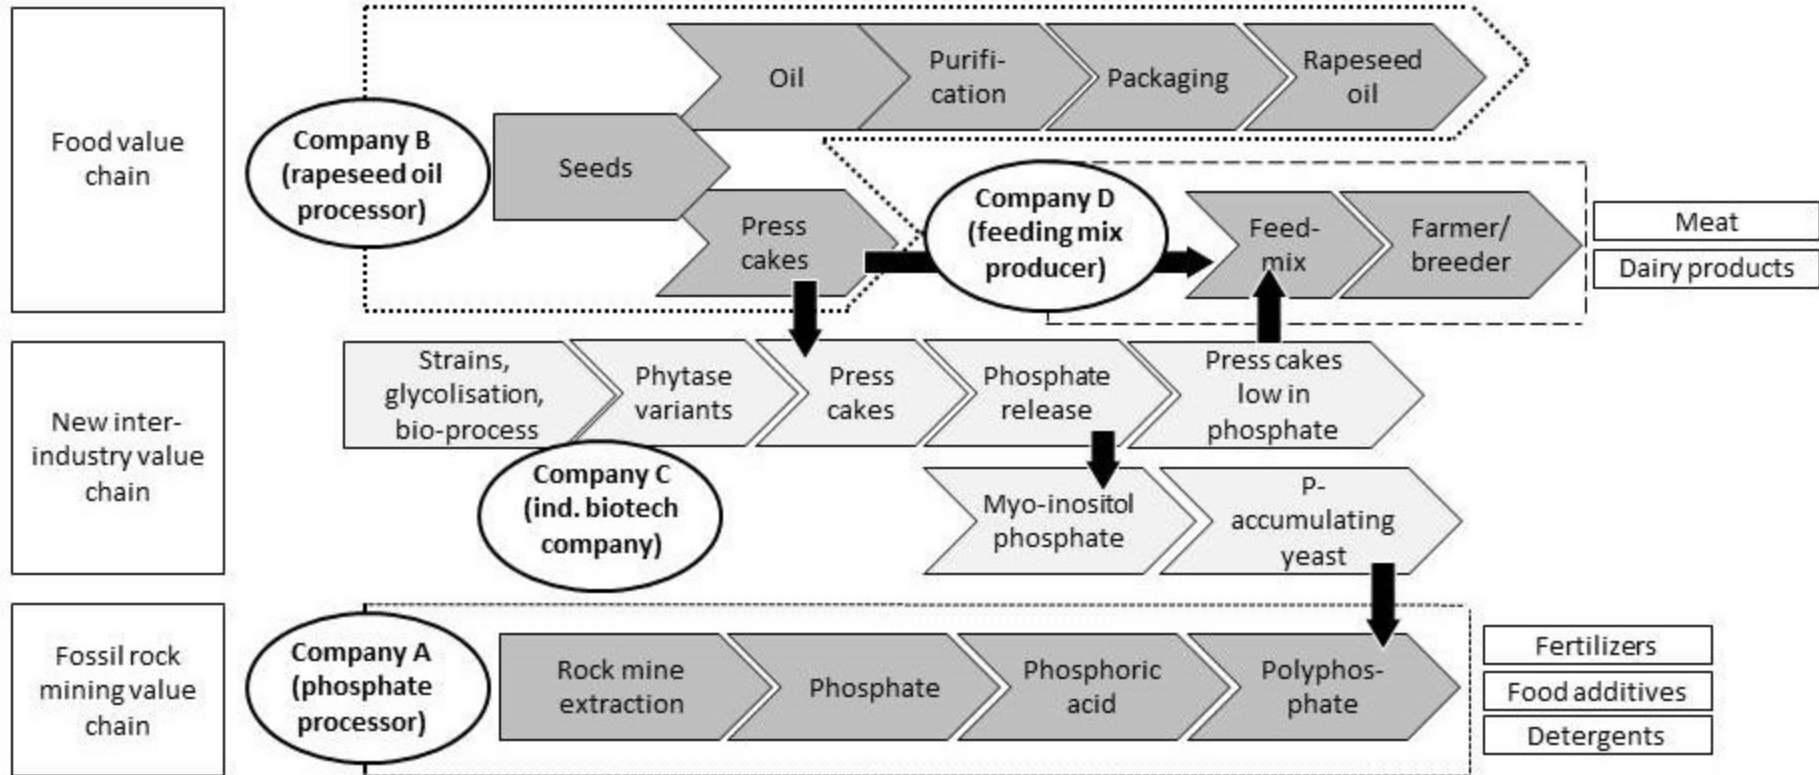 Food value
chain
Company B
(rapeseed oil
processor)
Seeds
Oil
Purifi-
cation
Packaging
Rapeseed
oil
Press
cakes
Company D
(feeding mix
producer)
Feed-
mix
Farmer/
breeder
Meat
Dairy products
New inter-
industry value
chain
Strains,
glycolisation,
bio-process
Phytase
variants
Press
cakes
Phosphate
release
Press cakes
low in
phosphate
Company C
(ind. biotech
company)
Myo-inositol
phosphate
P-
accumulating
yeast
Fossil rock
mining value
chain
Company A
(phosphate
processor)
Rock mine
extraction
Phosphate
Phosphoric
acid
Polyphos-
phate
Fertilizers
Food additives
Detergents